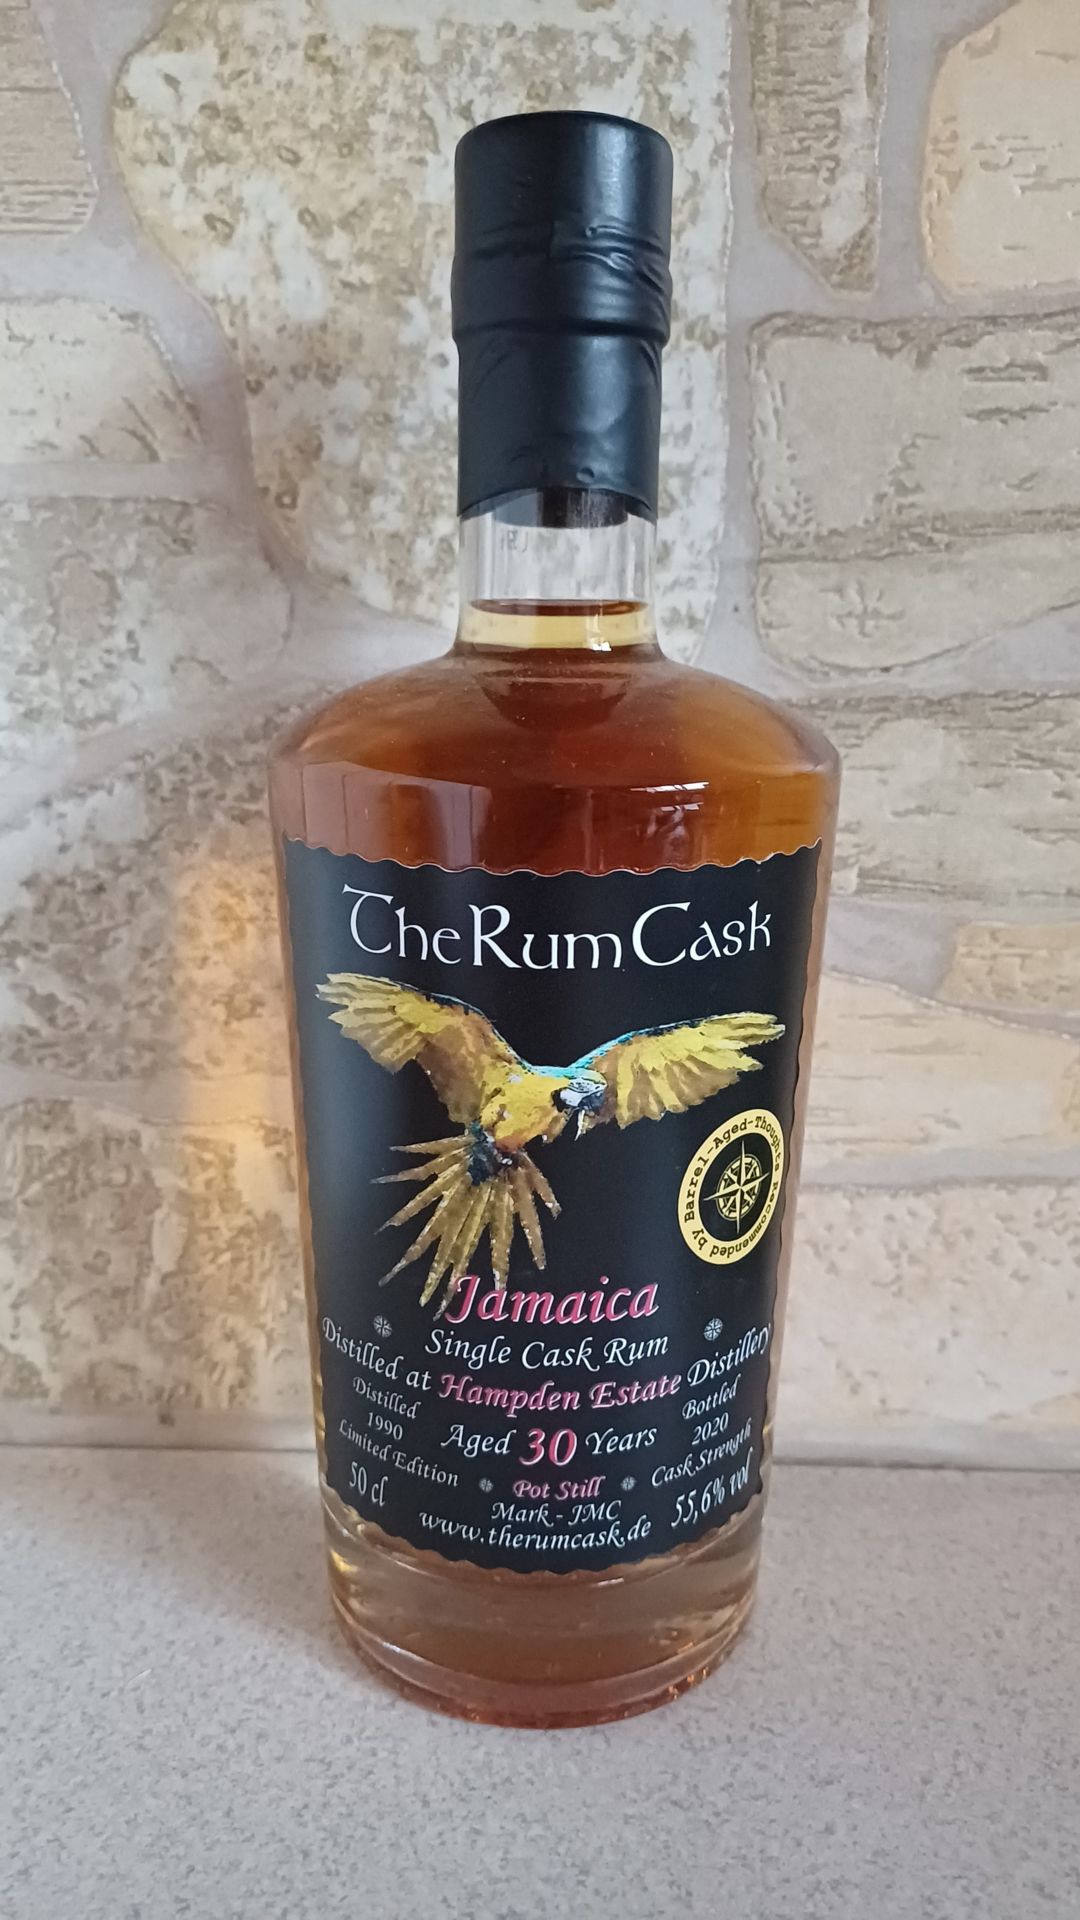 The Rum Cask
Recommended by Barrel-Aged-Thoughts
Jamaica
Single Cask Rum
Distilled at Hampden Estate Distillery
Distilled
1990
Limited Edition
50 cl
Aged 30 Years
Pot Still
Mark - JMC
www.therumcask.de
Bottled
2020
Cask Strength
55,6% vol